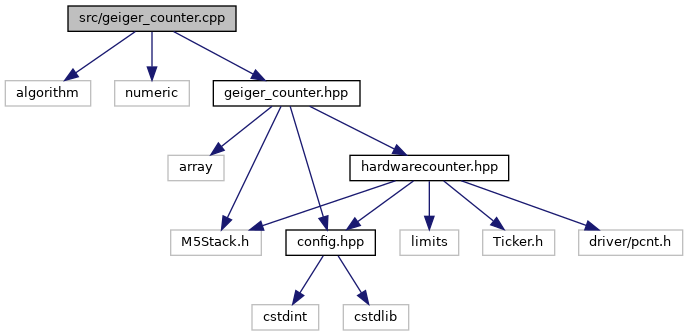 src/geiger_counter.cpp
algorithm
numeric
geiger_counter.hpp
array
hardwarecounter.hpp
M5Stack.h
config.hpp
limits
Ticker.h
driver/pcnt.h
cstdint
cstdlib